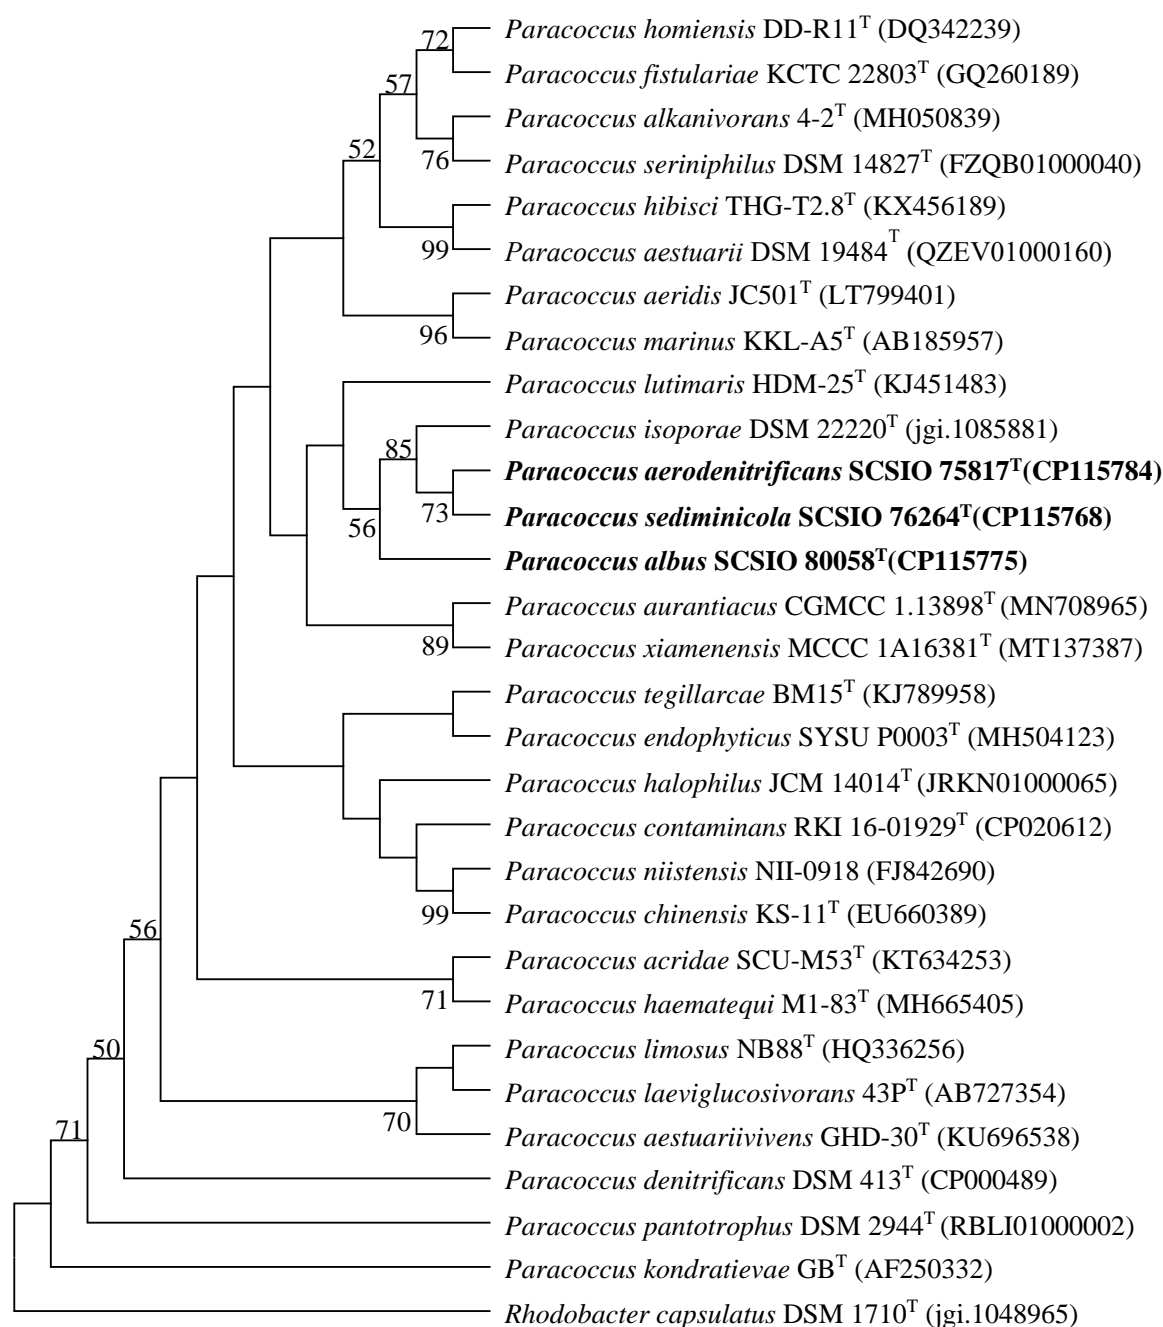 72
Paracoccus homiensis DD-R11ᵀ (DQ342239)
Paracoccus fistulariae KCTC 22803ᵀ (GQ260189)
57
Paracoccus alkanivorans 4-2ᵀ (MH050839)
76
Paracoccus seriniphilus DSM 14827ᵀ (FZQB01000040)
52
Paracoccus hibisci THG-T2.8ᵀ (KX456189)
99
Paracoccus aestuarii DSM 19484ᵀ (QZEV01000160)
Paracoccus aeridis JC501ᵀ (LT799401)
96
Paracoccus marinus KKL-A5ᵀ (AB185957)
Paracoccus lutimaris HDM-25ᵀ (KJ451483)
Paracoccus isoporae DSM 22220ᵀ (jgi.1085881)
85
Paracoccus aerodenitrificans SCSIO 75817ᵀ(CP115784)
73
Paracoccus sediminicola SCSIO 76264ᵀ(CP115768)
56
Paracoccus albus SCSIO 80058ᵀ(CP115775)
Paracoccus aurantiacus CGMCC 1.13898ᵀ (MN708965)
89
Paracoccus xiamenensis MCCC 1A16381ᵀ (MT137387)
Paracoccus tegillarcae BM15ᵀ (KJ789958)
Paracoccus endophyticus SYSU P0003ᵀ (MH504123)
Paracoccus halophilus JCM 14014ᵀ (JRKN01000065)
Paracoccus contaminans RKI 16-01929ᵀ (CP020612)
Paracoccus niistensis NII-0918 (FJ842690)
99
Paracoccus chinensis KS-11ᵀ (EU660389)
56
Paracoccus acridae SCU-M53ᵀ (KT634253)
71
Paracoccus haematequi M1-83ᵀ (MH665405)
50
Paracoccus limosus NB88ᵀ (HQ336256)
Paracoccus laeviglucosivorans 43Pᵀ (AB727354)
70
71
Paracoccus aestuariivivens GHD-30ᵀ (KU696538)
Paracoccus denitrificans DSM 413ᵀ (CP000489)
Paracoccus pantotrophus DSM 2944ᵀ (RBLI01000002)
Paracoccus kondratievae GBᵀ (AF250332)
Rhodobacter capsulatus DSM 1710ᵀ (jgi.1048965)